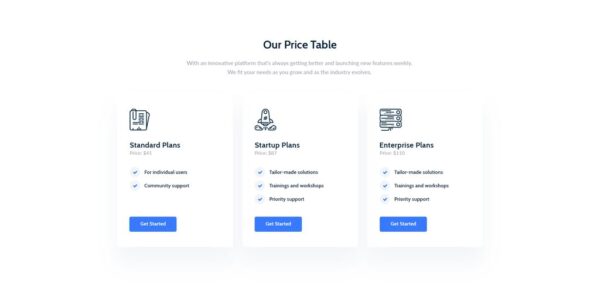 Our Price Table
With an innovative platform that's always getting better and launching new features weekly.
We fit your needs as you grow and as the industry evolves.
Standard Plans
Price: $45
For individual users
Community support
Get Started
Startup Plans
Price: $87
Tailor-made solutions
Trainings and workshops
Priority support
Get Started
Enterprise Plans
Price: $110
Tailor-made solutions
Trainings and workshops
Priority support
Get Started